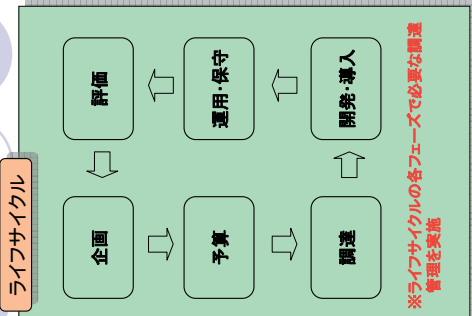 ライフサイクル
企画
予算
調達
開発・導入
運用・保守
評価
※ライフサイクルの各フェーズで必要な調達
管理を実施